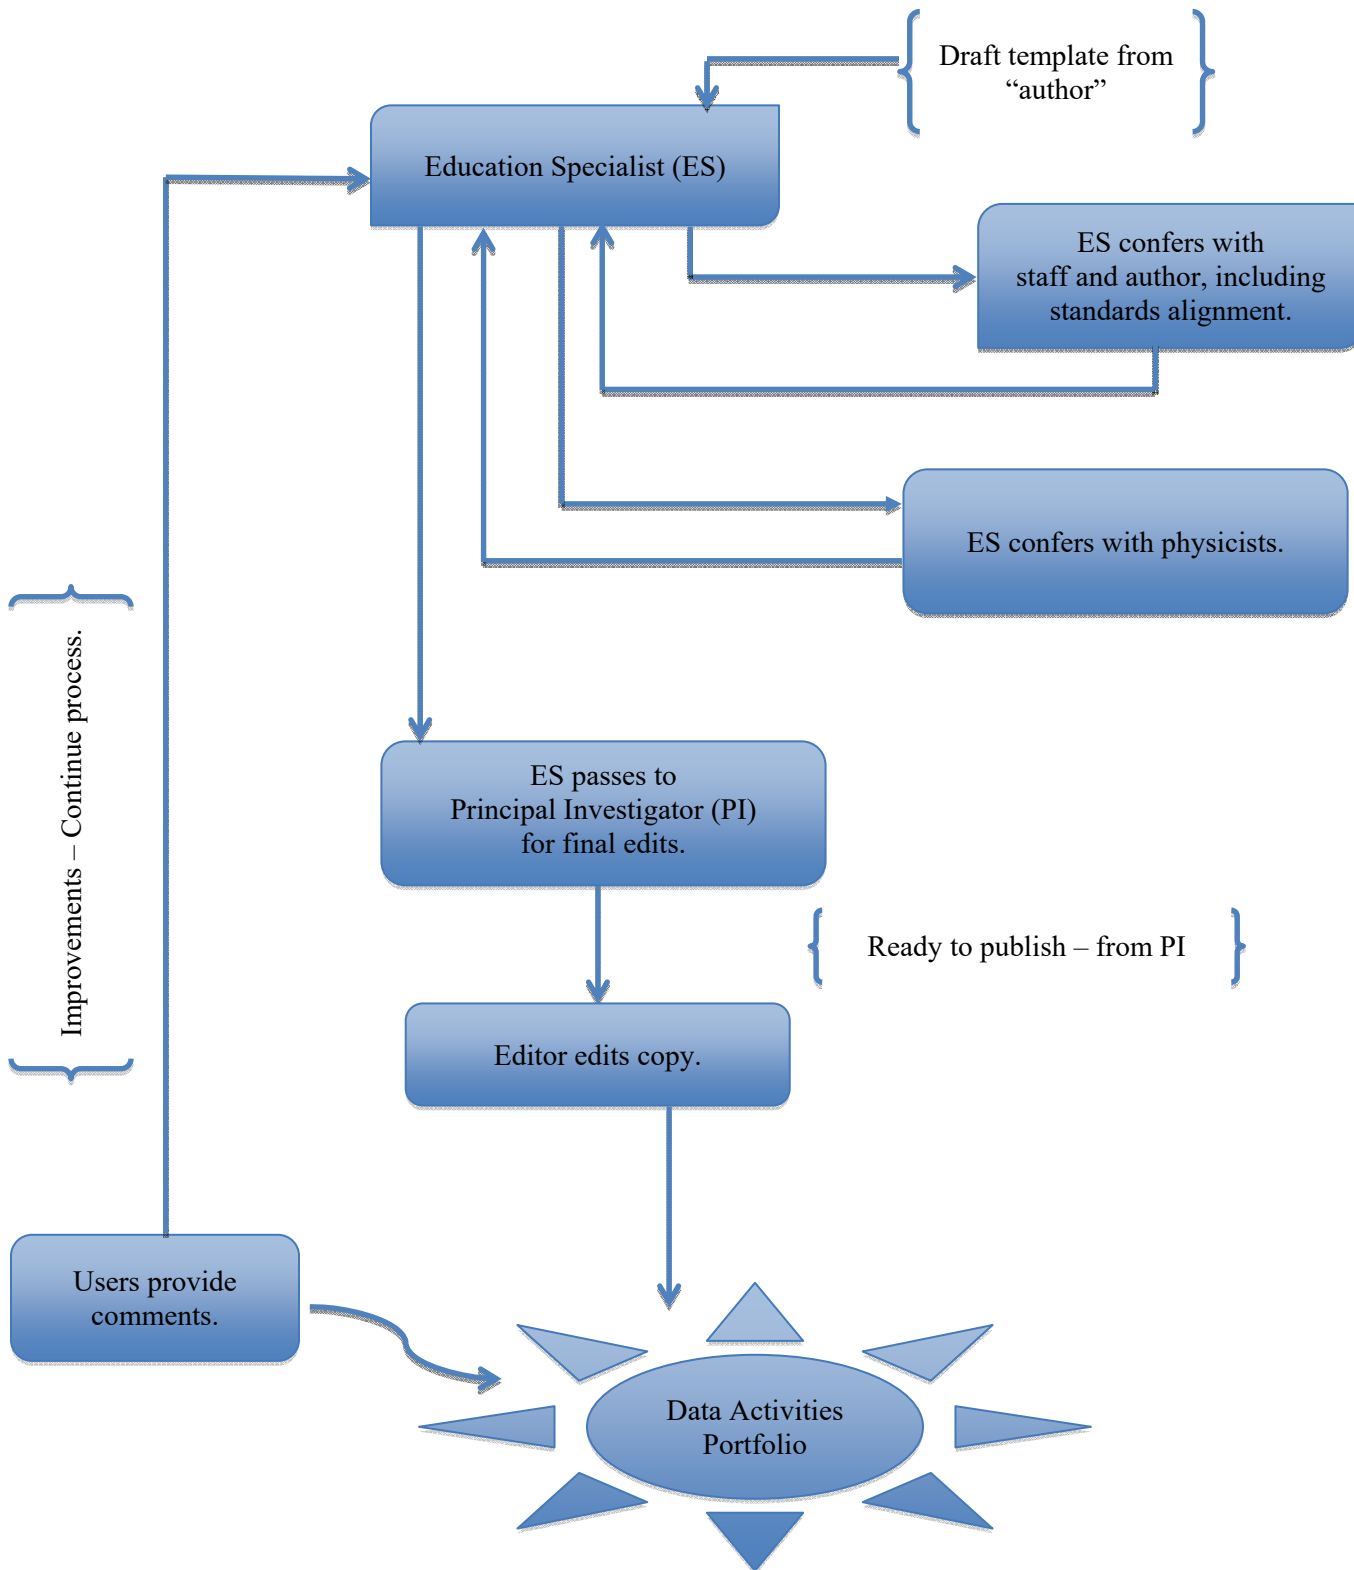 Draft template from
“author”
Education Specialist (ES)
ES confers with
staff and author, including
standards alignment.
ES confers with physicists.
Improvements – Continue process.
ES passes to
Principal Investigator (PI)
for final edits.
Ready to publish – from PI
Editor edits copy.
Users provide
comments.
Data Activities
Portfolio